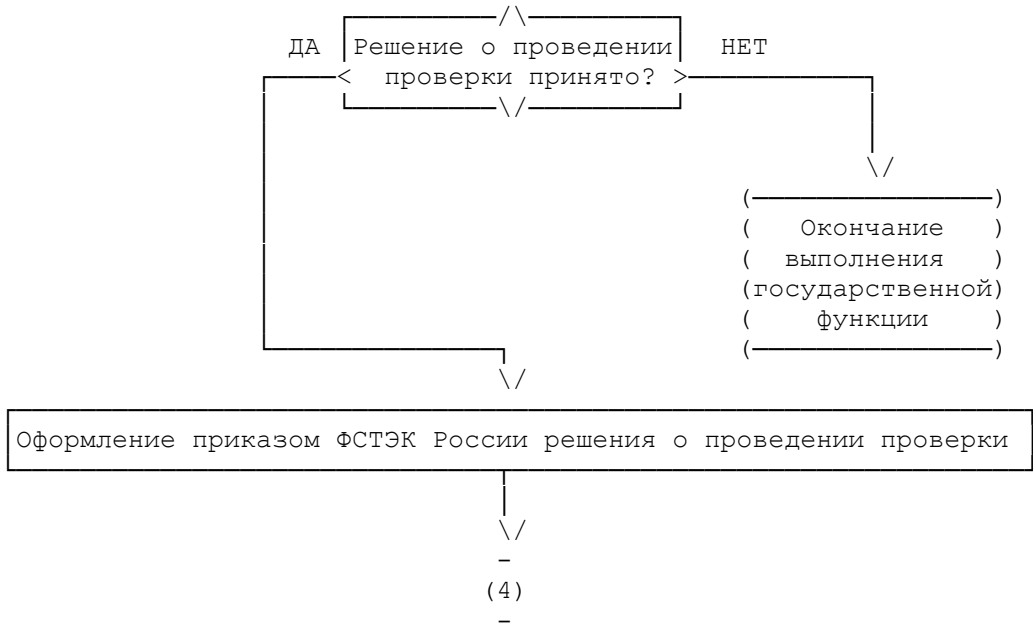 ДА Решение о проведении НЕТ
проверки принято?
Окончание
выполнения
государственной
функции
Оформление приказом ФСТЭК России решения о проведении проверки
(4)